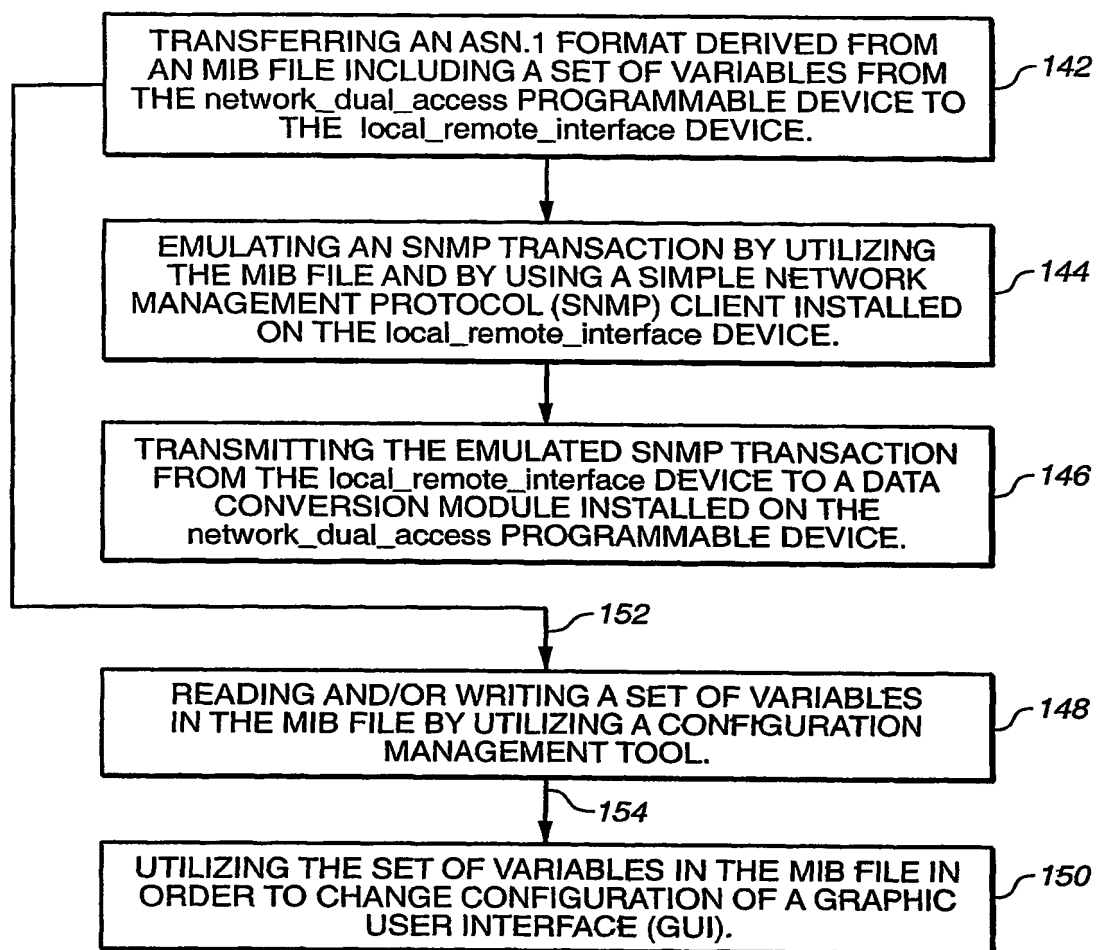 TRANSFERRING AN ASN.1 FORMAT DERIVED FROM
AN MIB FILE INCLUDING A SET OF VARIABLES FROM
THE network_dual_access PROGRAMMABLE DEVICE TO
THE local_remote_interface DEVICE.
142
EMULATING AN SNMP TRANSACTION BY UTILIZING
THE MIB FILE AND BY USING A SIMPLE NETWORK
MANAGEMENT PROTOCOL (SNMP) CLIENT INSTALLED
ON THE local_remote_interface DEVICE.
144
TRANSMITTING THE EMULATED SNMP TRANSACTION
FROM THE local_remote_interface DEVICE TO A DATA
CONVERSION MODULE INSTALLED ON THE
network_dual_access PROGRAMMABLE DEVICE.
146
152
READING AND/OR WRITING A SET OF VARIABLES
IN THE MIB FILE BY UTILIZING A CONFIGURATION
MANAGEMENT TOOL.
148
154
UTILIZING THE SET OF VARIABLES IN THE MIB FILE IN
ORDER TO CHANGE CONFIGURATION OF A GRAPHIC
USER INTERFACE (GUI).
150